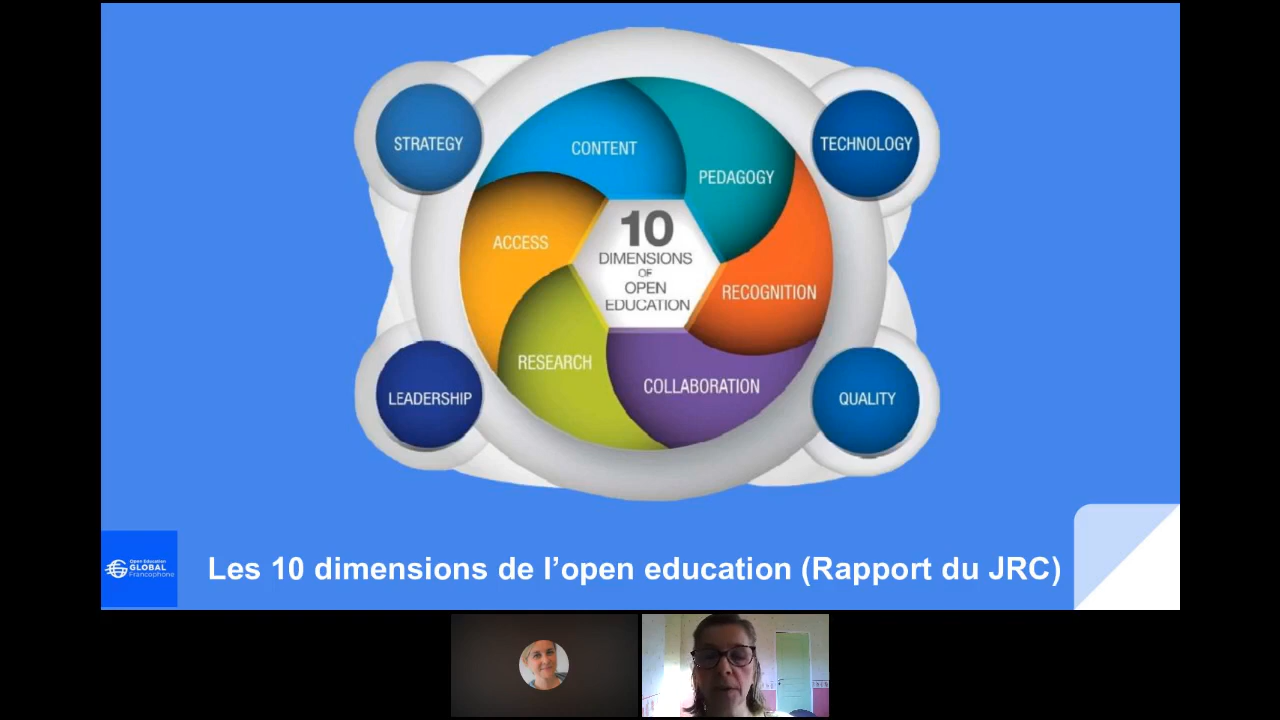 STRATEGY
CONTENT
PEDAGOGY
TECHNOLOGY
ACCESS
10
DIMENSIONS
OF
OPEN
EDUCATION
RECOGNITION
RESEARCH
COLLABORATION
LEADERSHIP
QUALITY
Open Education
GLOBAL
Francophone
Les 10 dimensions de l’open education (Rapport du JRC)